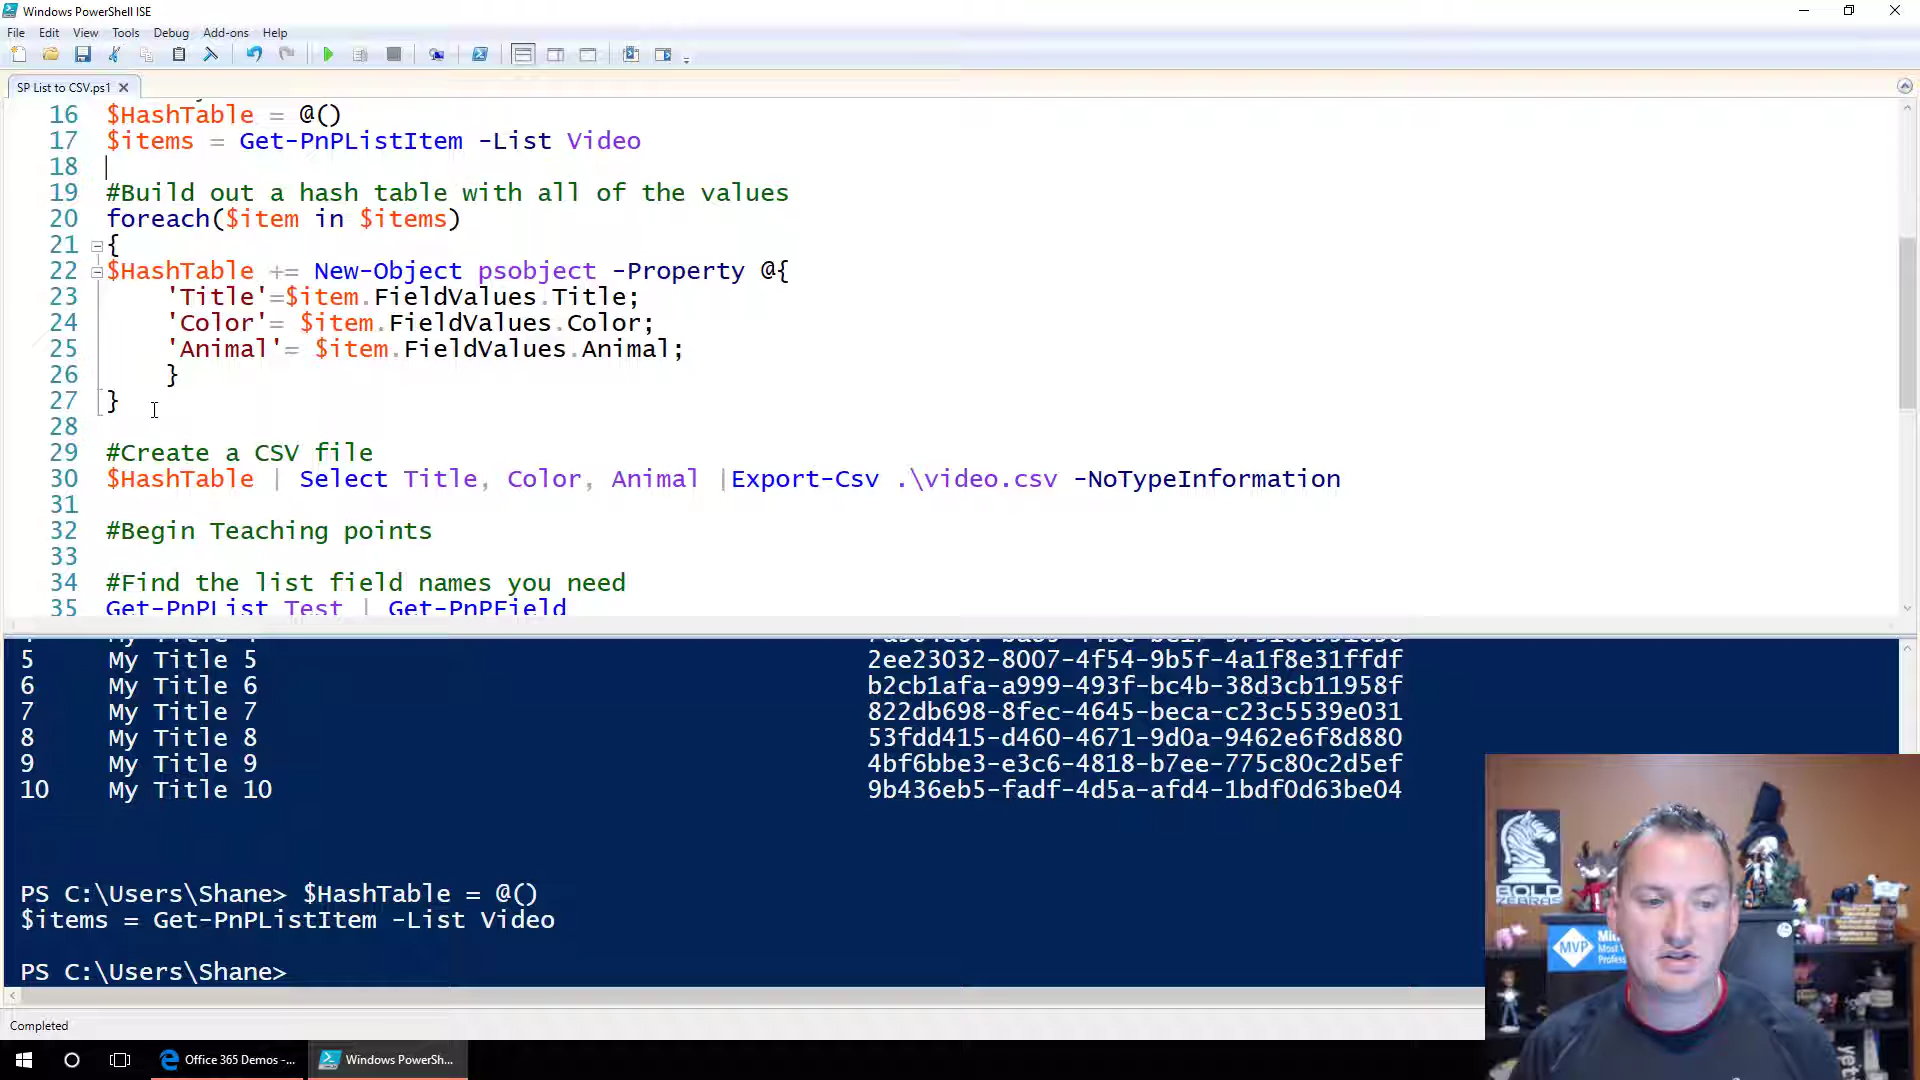 Windows PowerShell ISE
File Edit View Tools Debug Add-ons Help
SP List to CSV.ps1
16 $HashTable = @()
17 $items = Get-PnPListItem -List Video
18
19 #Build out a hash table with all of the values
20 foreach($item in $items)
21 {
22 $HashTable += New-Object psobject -Property @{
23 'Title'=$item.FieldValues.Title;
24 'Color'= $item.FieldValues.Color;
25 'Animal'= $item.FieldValues.Animal;
26 }
27 }
28
29 #Create a CSV file
30 $HashTable | Select Title, Color, Animal |Export-Csv .\video.csv -NoTypeInformation
31
32 #Begin Teaching points
33
34 #Find the list field names you need
35 Get-PnPList Test | Get-PnPField
5 My Title 5 2ee23032-8007-4f54-9b5f-4a1f8e31ffdf
6 My Title 6 b2cb1afa-a999-493f-bc4b-38d3cb11958f
7 My Title 7 822db698-8fec-4645-beca-c23c5539e031
8 My Title 8 53fdd415-d460-4671-9d0a-9462e6f8d880
9 My Title 9 4bf6bbe3-e3c6-4818-b7ee-775c80c2d5ef
10 My Title 10 9b436eb5-fadf-4d5a-afd4-1bdf0d63be04
PS C:\Users\Shane> $HashTable = @()
$items = Get-PnPListItem -List Video
PS C:\Users\Shane>
BOLD
ZEBRAS
MVP
Completed
Office 365 Demos -...
Windows PowerSh...